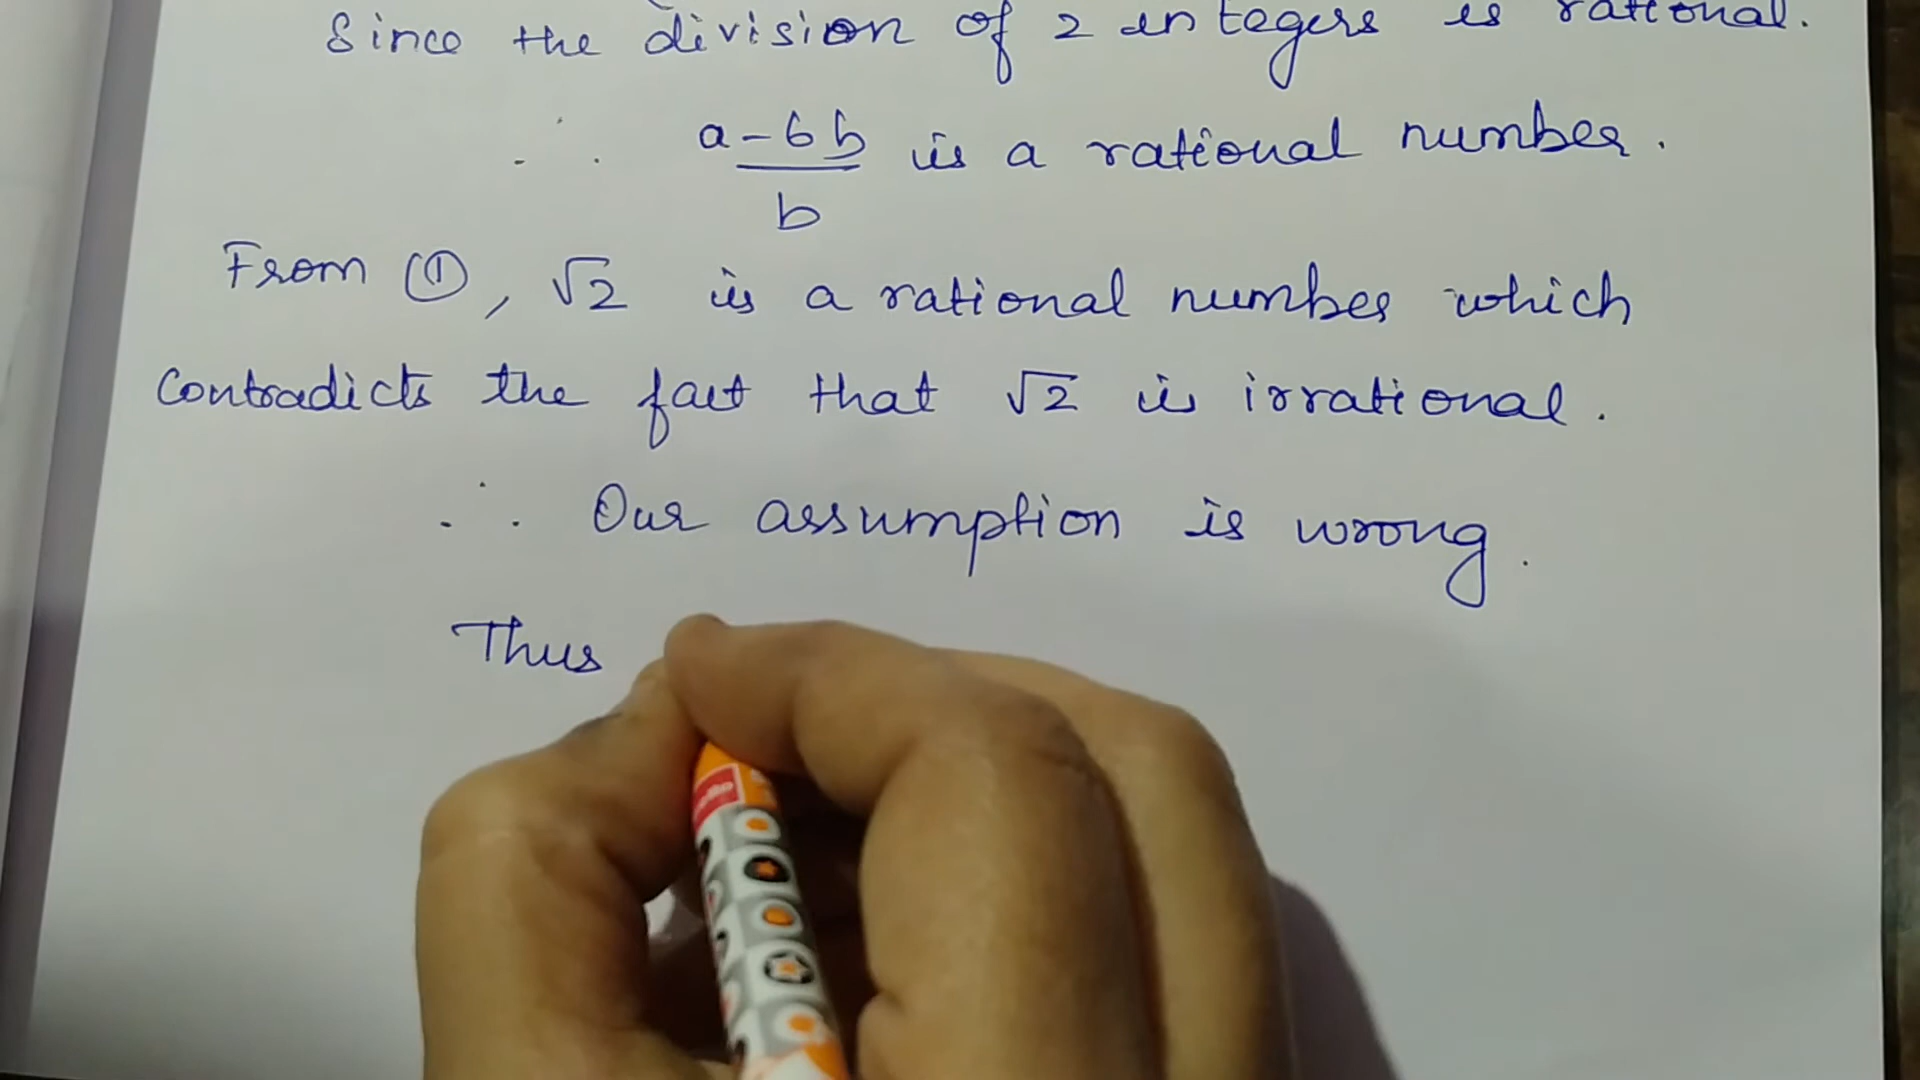 Since the division of 2 integers is rational.
∴ a-6b/b is a rational number.
From ①, √2 is a rational number which
contradicts the fact that √2 is irrational.
∴ Our assumption is wrong.
Thus